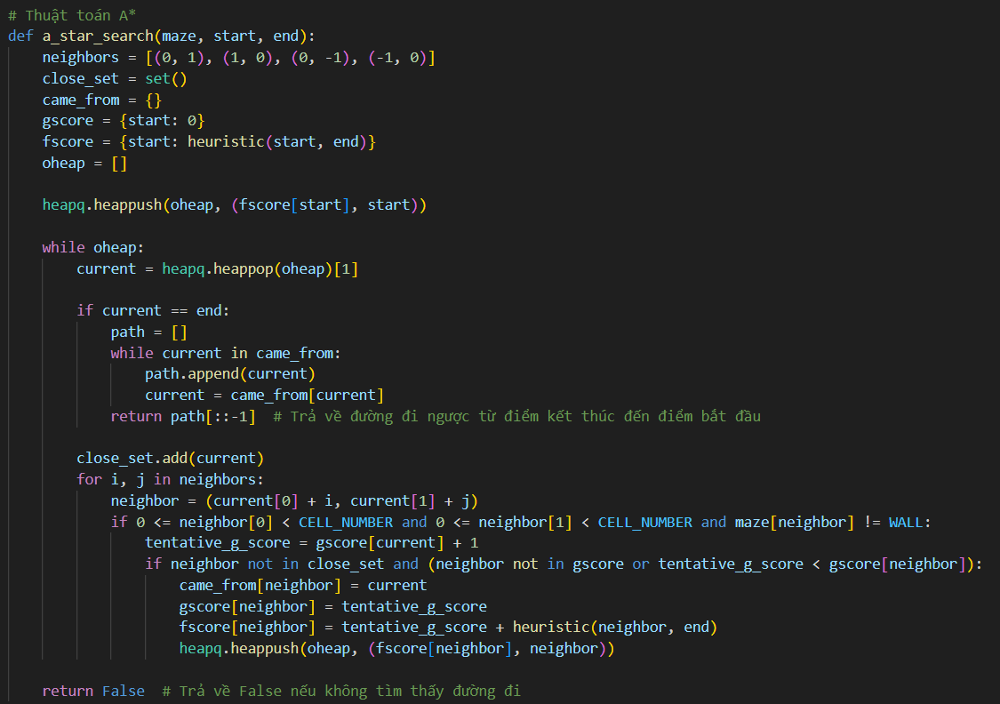 # Thuật toán A*
def a_star_search(maze, start, end):
    neighbors = [(0, 1), (1, 0), (0, -1), (-1, 0)]
    close_set = set()
    came_from = {}
    gscore = {start: 0}
    fscore = {start: heuristic(start, end)}
    oheap = []

    heapq.heappush(oheap, (fscore[start], start))

    while oheap:
        current = heapq.heappop(oheap)[1]

        if current == end:
            path = []
            while current in came_from:
                path.append(current)
                current = came_from[current]
            return path[::-1]  # Trả về đường đi ngược từ điểm kết thúc đến điểm bắt đầu

        close_set.add(current)
        for i, j in neighbors:
            neighbor = (current[0] + i, current[1] + j)
            if 0 <= neighbor[0] < CELL_NUMBER and 0 <= neighbor[1] < CELL_NUMBER and maze[neighbor] != WALL:
                tentative_g_score = gscore[current] + 1
                if neighbor not in close_set and (neighbor not in gscore or tentative_g_score < gscore[neighbor]):
                    came_from[neighbor] = current
                    gscore[neighbor] = tentative_g_score
                    fscore[neighbor] = tentative_g_score + heuristic(neighbor, end)
                    heapq.heappush(oheap, (fscore[neighbor], neighbor))

    return False  # Trả về False nếu không tìm thấy đường đi